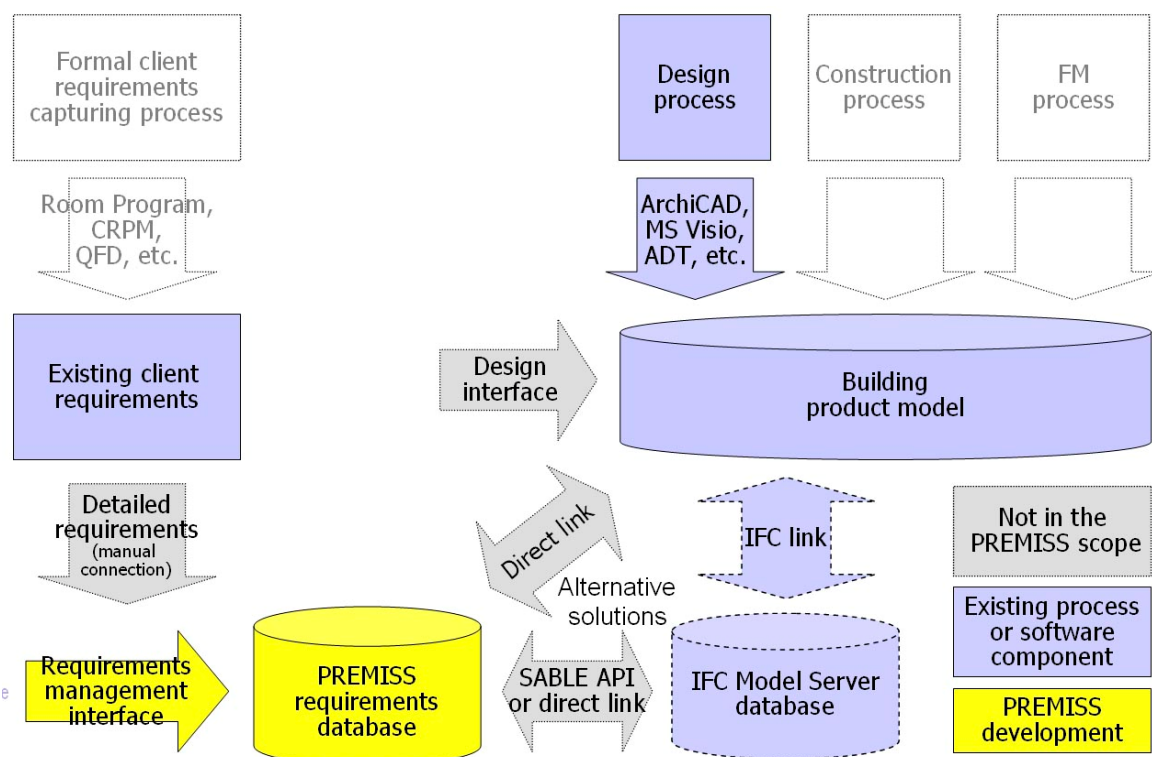 Formal client
requirements
capturing process
Design
process
Construction
process
FM
process
Room Program,
CRPM,
QFD, etc.
ArchiCAD,
MS Visio,
ADT, etc.
Existing client
requirements
Design
interface
Building
product model
Detailed
requirements
(manual
connection)
Direct link
IFC link
Not in the
PREMISS scope
Alternative
solutions
Existing process
or software
component
e
Requirements
management
interface
PREMISS
requirements
database
SABLE API
or direct link
IFC Model Server
database
PREMISS
development